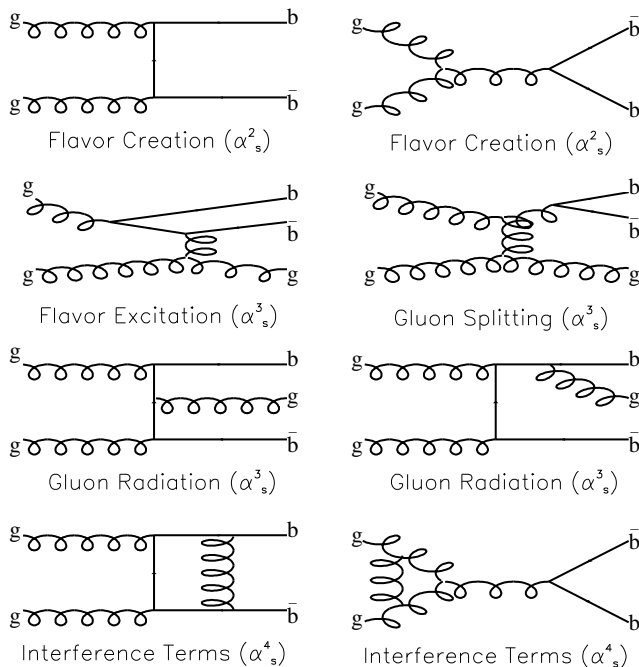 g b g b̄
g b̄ g b
Flavor Creation (α²ₛ) Flavor Creation (α²ₛ)
g b g b
b̄ b̄
g g g g
Flavor Excitation (α³ₛ) Gluon Splitting (α³ₛ)
g b g b
g g
g b̄ g b̄
Gluon Radiation (α³ₛ) Gluon Radiation (α³ₛ)
g b g b̄
g b̄ g b
Interference Terms (α⁴ₛ) Interference Terms (α⁴ₛ)